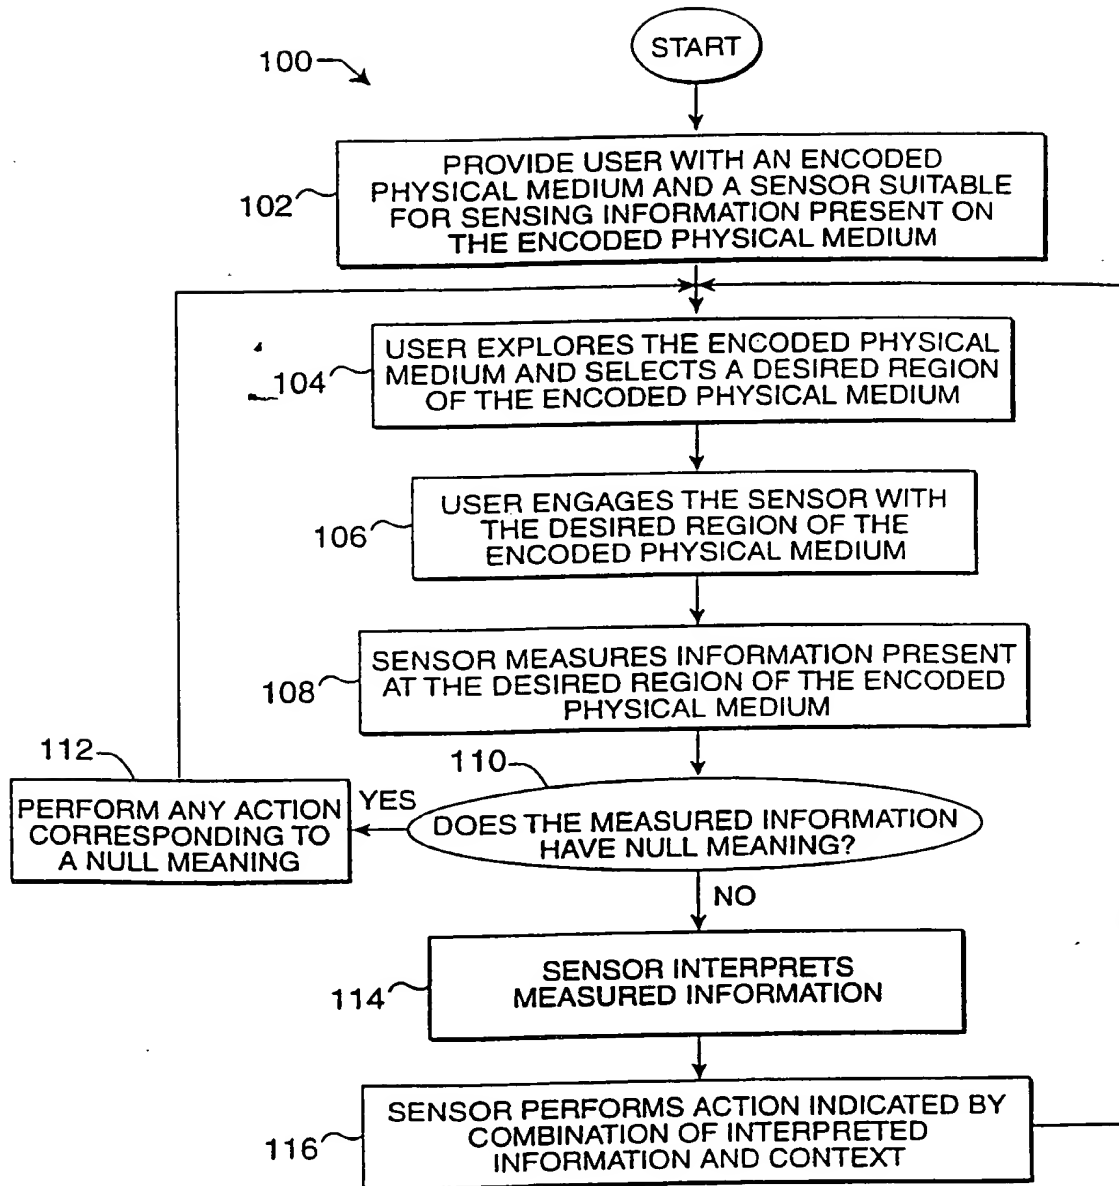 START
100
PROVIDE USER WITH AN ENCODED
PHYSICAL MEDIUM AND A SENSOR SUITABLE
FOR SENSING INFORMATION PRESENT ON
THE ENCODED PHYSICAL MEDIUM
102
USER EXPLORES THE ENCODED PHYSICAL
MEDIUM AND SELECTS A DESIRED REGION
OF THE ENCODED PHYSICAL MEDIUM
104
USER ENGAGES THE SENSOR WITH
THE DESIRED REGION OF THE
ENCODED PHYSICAL MEDIUM
106
SENSOR MEASURES INFORMATION PRESENT
AT THE DESIRED REGION OF THE ENCODED
PHYSICAL MEDIUM
108
110
DOES THE MEASURED INFORMATION
HAVE NULL MEANING?
YES
112
PERFORM ANY ACTION
CORRESPONDING TO
A NULL MEANING
NO
SENSOR INTERPRETS
MEASURED INFORMATION
114
SENSOR PERFORMS ACTION INDICATED BY
COMBINATION OF INTERPRETED
INFORMATION AND CONTEXT
116